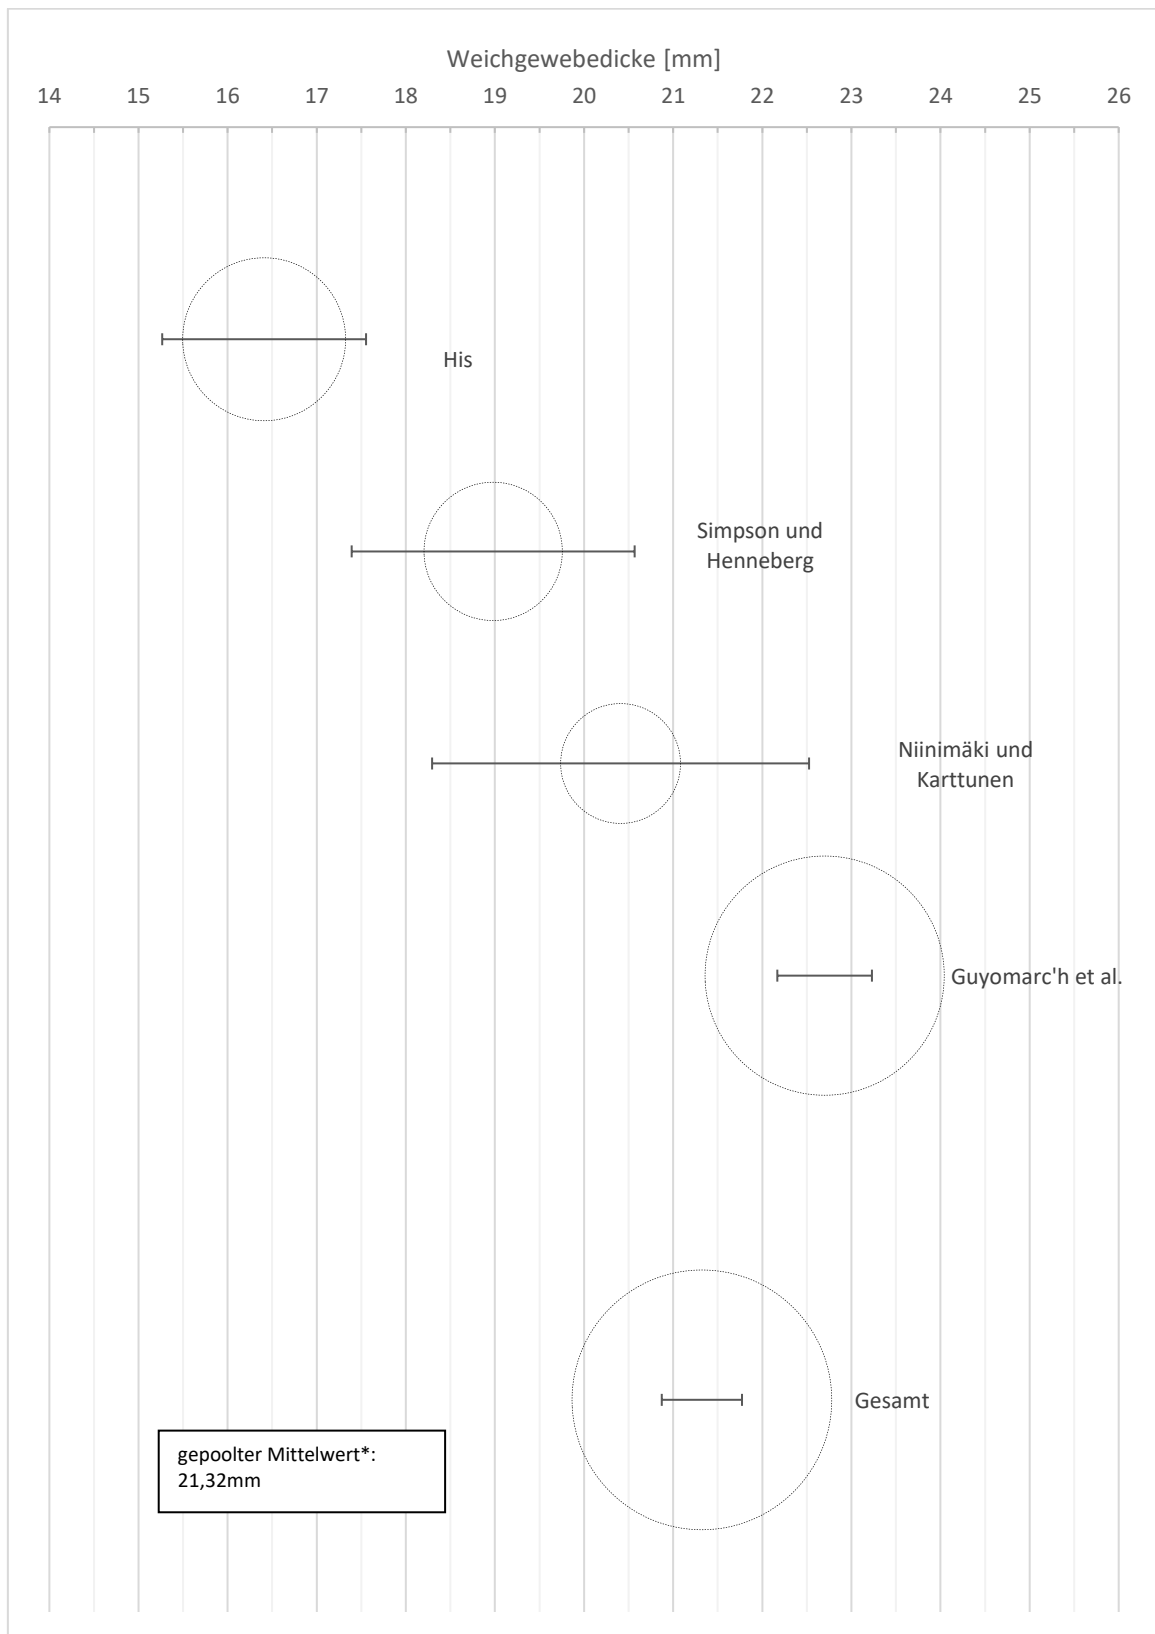 Weichgewebedicke [mm]
14 15 16 17 18 19 20 21 22 23 24 25 26
His
Simpson und
Henneberg
Niinimäki und
Karttunen
Guyomarc'h et al.
Gesamt
gepoolter Mittelwert*:
21,32mm